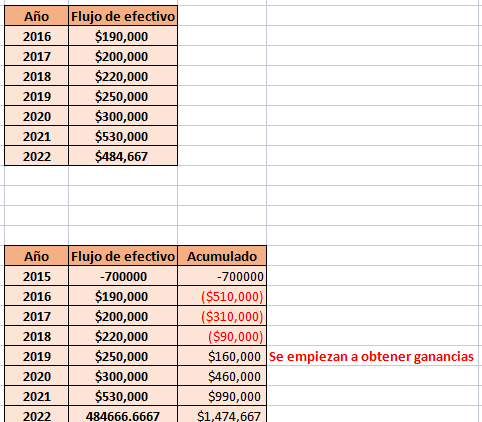 Año Flujo de efectivo
2016 $190,000
2017 $200,000
2018 $220,000
2019 $250,000
2020 $300,000
2021 $530,000
2022 $484,667
Año Flujo de efectivo Acumulado
2015 -700000 -700000
2016 $190,000 ($510,000)
2017 $200,000 ($310,000)
2018 $220,000 ($90,000)
2019 $250,000 $160,000 Se empiezan a obtener ganancias
2020 $300,000 $460,000
2021 $530,000 $990,000
2022 484666.6667 $1,474,667